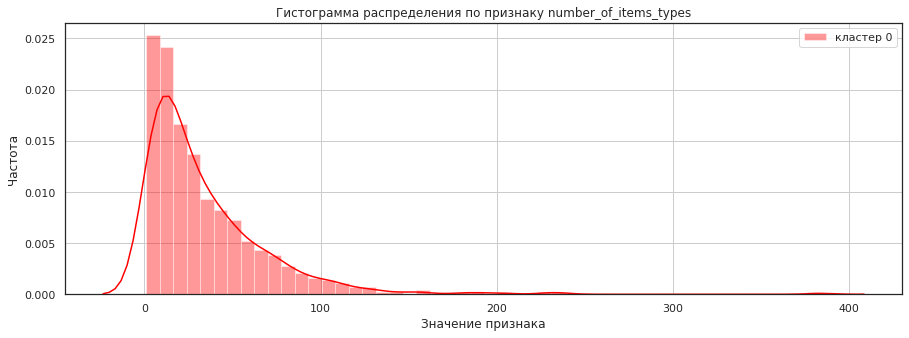 Гистограмма распределения по признаку number_of_items_types
кластер 0
Частота
0.025
0.020
0.015
0.010
0.005
0.000
0 100 200 300 400
Значение признака